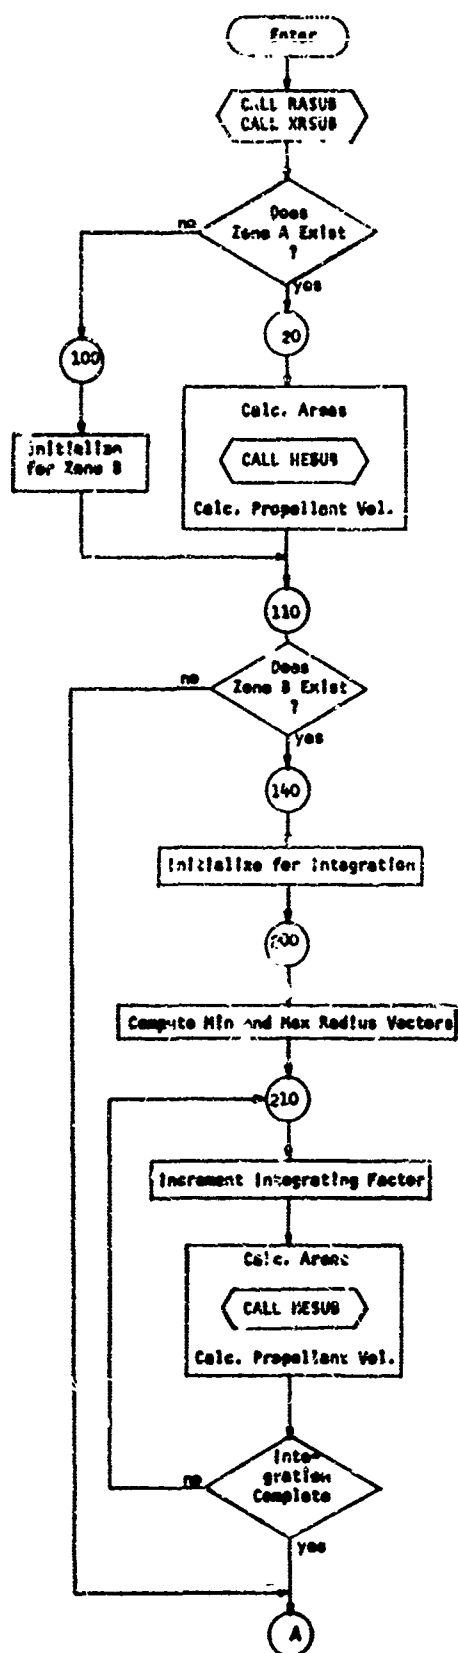 Enter
CALL RASUB
CALL XRSUB
Does
Zone A Exist
?
no
yes
20
100
Calc. Areas
Initialize
for Zone B
CALL HESUB
Calc. Propellant Vol.
110
Does
Zone B Exist
?
no
yes
140
Initialize for Integration
200
Compute Min and Max Radius Vectors
210
Increment Integrating Factor
Calc. Areas
CALL HESUB
Calc. Propellant Vol.
Inte-
gration
Complete
no
yes
A